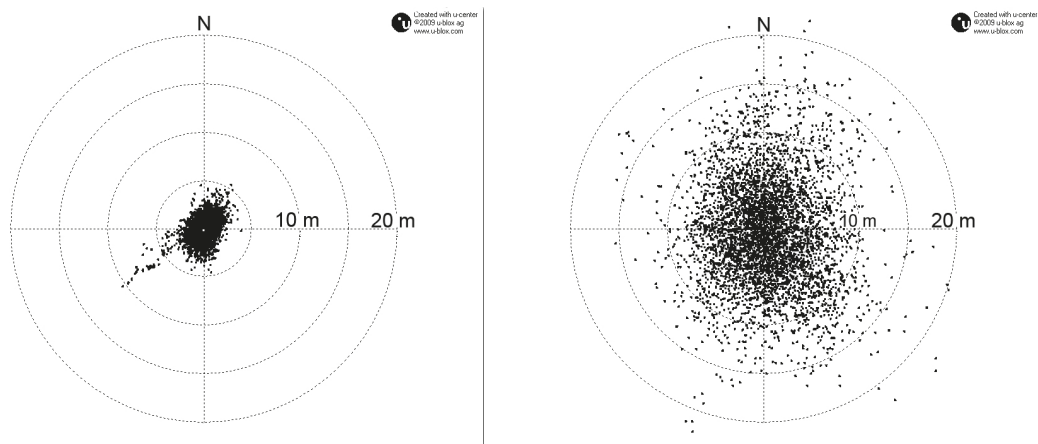 N
Created with u-center
©2009 u-blox ag
www.u-blox.com
10 m
20 m
N
Created with u-center
©2009 u-blox ag
www.u-blox.com
10 m
20 m